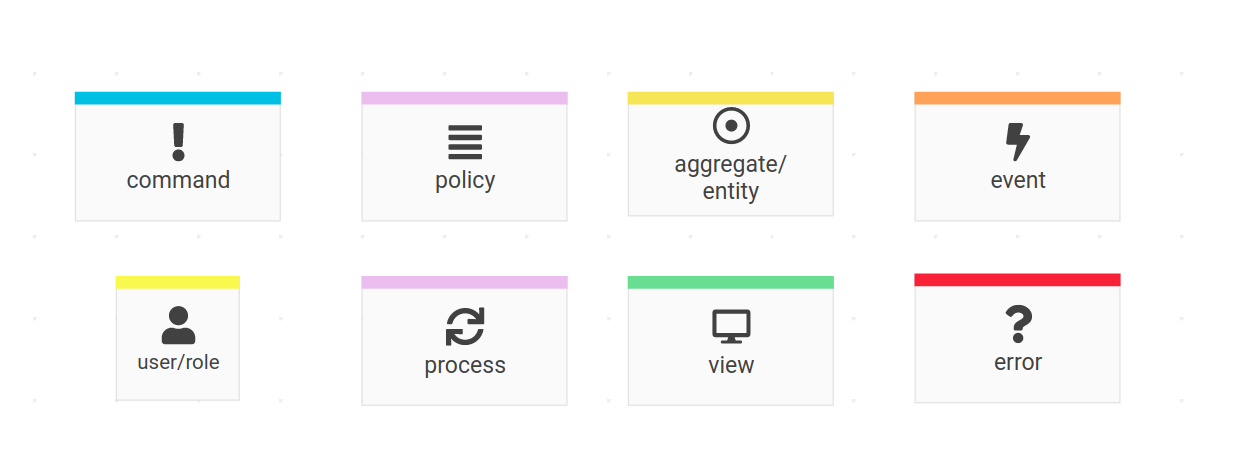 command
policy
aggregate/
entity
event
user/role
process
view
error